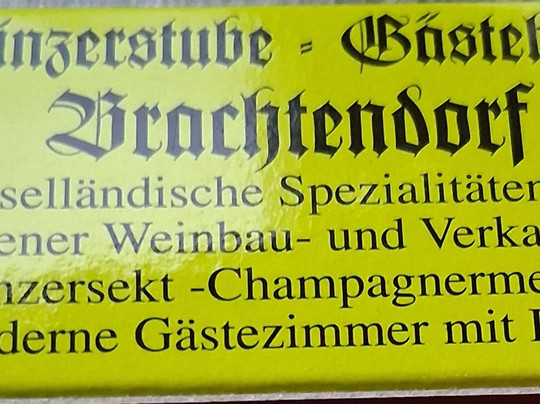 inzerstube - Gästeh
Brachtendorf
selländische Spezialitäten
ener Weinbau- und Verka
nzersekt -Champagnerme
derne Gästezimmer mit